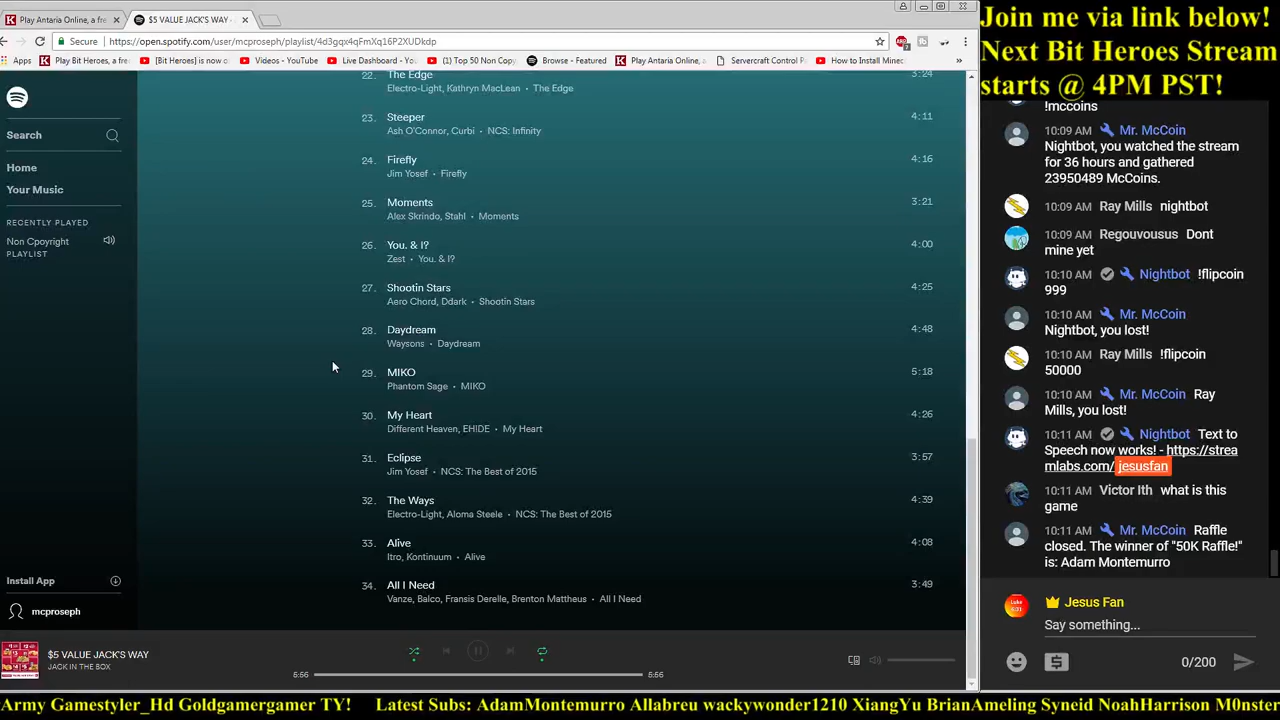 Play Antaria Online, a fre
$5 VALUE JACK'S WAY -
Secure
https://open.spotify.com/user/mcproseph/playlist/4d3gqx4qFmXq16P2XUDkdp
Apps
Play Bit Heroes, a free
[Bit Heroes] is now o
Videos - YouTube
Live Dashboard - You
(1) Top 50 Non Copy
Browse - Featured
Play Antaria Online, a
Servercraft Control P
How to Install Minec
Search
Home
Your Music
RECENTLY PLAYED
Non Cpoyright
PLAYLIST
Install App
mcproseph
22. The Edge 3:24
Electro-Light, Kathryn MacLean • The Edge
23. Steeper 4:11
Ash O'Connor, Curbi • NCS: Infinity
24. Firefly 4:16
Jim Yosef • Firefly
25. Moments 3:21
Alex Skrindo, Stahl • Moments
26. You. & I? 4:00
Zest • You. & I?
27. Shootin Stars 4:25
Aero Chord, Ddark • Shootin Stars
28. Daydream 4:48
Waysons • Daydream
29. MIKO 5:18
Phantom Sage • MIKO
30. My Heart 4:26
Different Heaven, EH!DE • My Heart
31. Eclipse 3:57
Jim Yosef • NCS: The Best of 2015
32. The Ways 4:39
Electro-Light, Aloma Steele • NCS: The Best of 2015
33. Alive 4:08
Itro, Kontinuum • Alive
34. All I Need 3:49
Vanze, Balco, Fransis Derelle, Brenton Mattheus • All I Need
$5 VALUE JACK'S WAY
JACK IN THE BOX
5:56
5:56
Join me via link below!
Next Bit Heroes Stream
starts @ 4PM PST!
!mccoins
10:09 AM Mr. McCoin
Nightbot, you watched the stream
for 36 hours and gathered
23950489 McCoins.
10:09 AM Ray Mills nightbot
10:09 AM Regouvousus Dont
mine yet
10:10 AM Nightbot !flipcoin
999
10:10 AM Mr. McCoin
Nightbot, you lost!
10:10 AM Ray Mills !flipcoin
50000
10:10 AM Mr. McCoin Ray
Mills, you lost!
10:11 AM Nightbot Text to
Speech now works! - https://strea
mlabs.com/jesusfan
10:11 AM Victor Ith what is this
game
10:11 AM Mr. McCoin Raffle
closed. The winner of "50K Raffle!"
is: Adam Montemurro
Jesus Fan
Say something...
0/200
Army Gamestyler_Hd Goldgamergamer TY! Latest Subs: AdamMontemurro Allabreu wackywonder1210 XiangYu BrianAmeling Syneid NoahHarrison M0nster